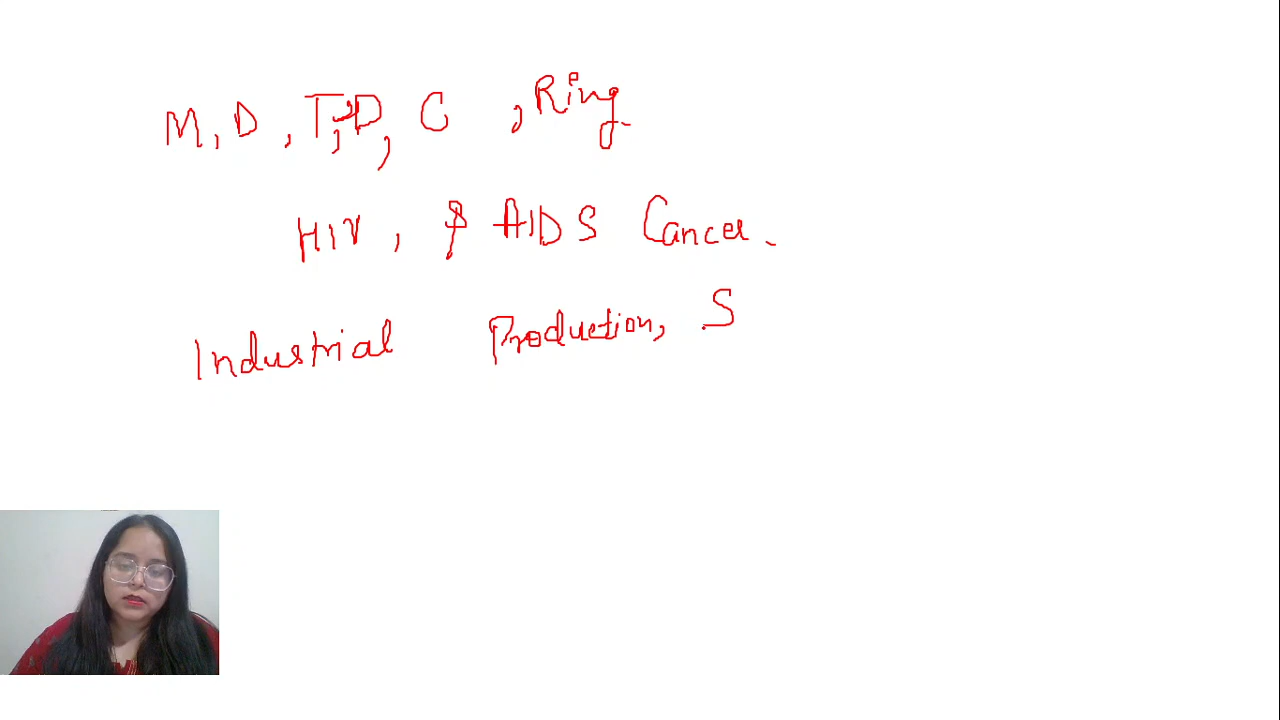 M, D, T, D, C, Ring.
HIV, AIDS Cancer.
Industrial Production, S